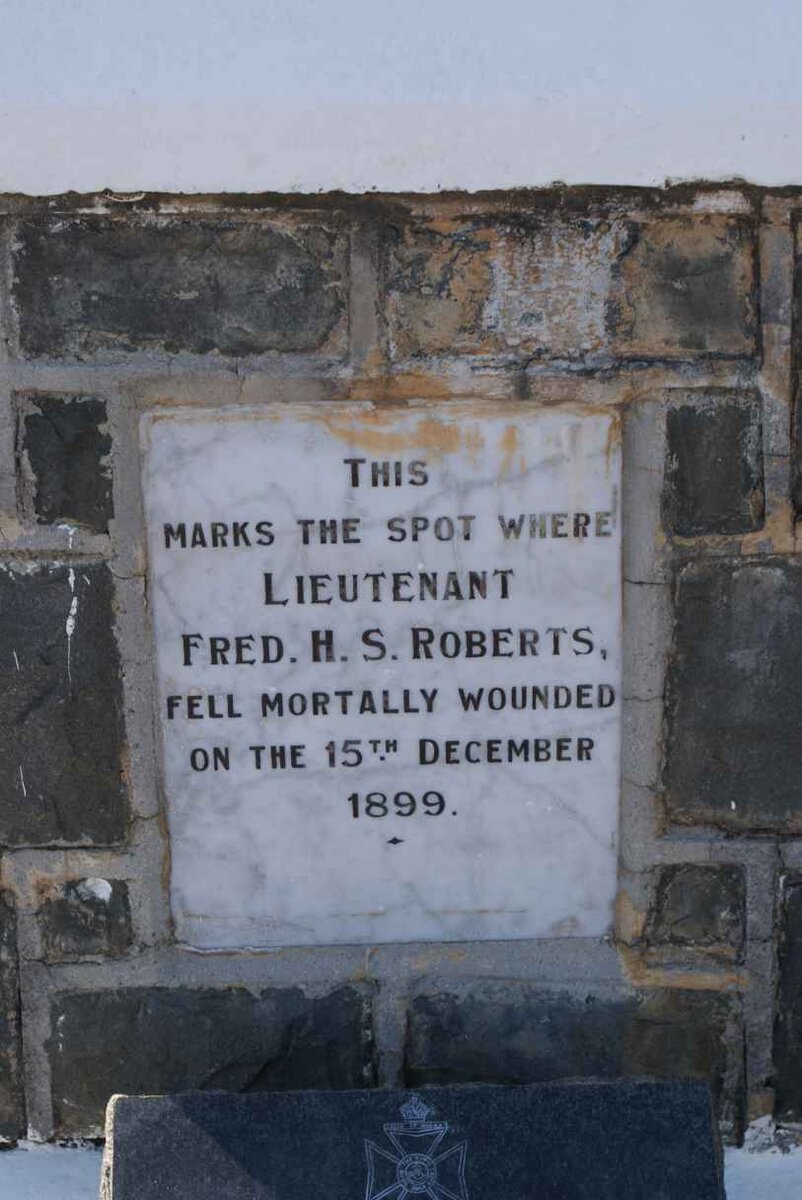 THIS
MARKS THE SPOT WHERE
LIEUTENANT
FRED. H. S. ROBERTS,
FELL MORTALLY WOUNDED
ON THE 15TH DECEMBER
1899.